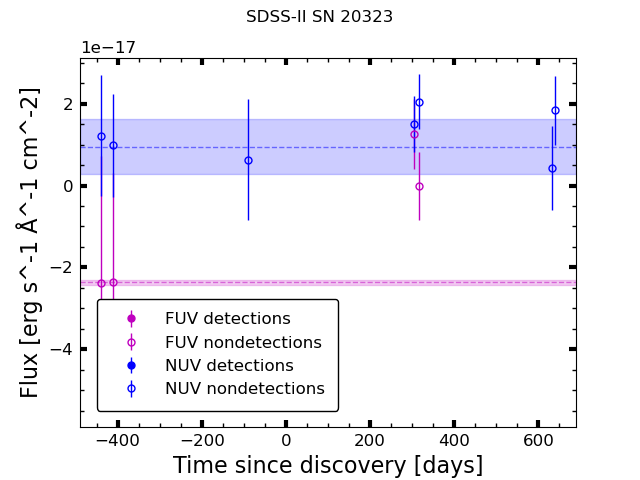 SDSS-II SN 20323
1e−17
Flux [erg s^-1 Å^-1 cm^-2]
2
0
−2
−4
FUV detections
FUV nondetections
NUV detections
NUV nondetections
−400 −200 0 200 400 600
Time since discovery [days]